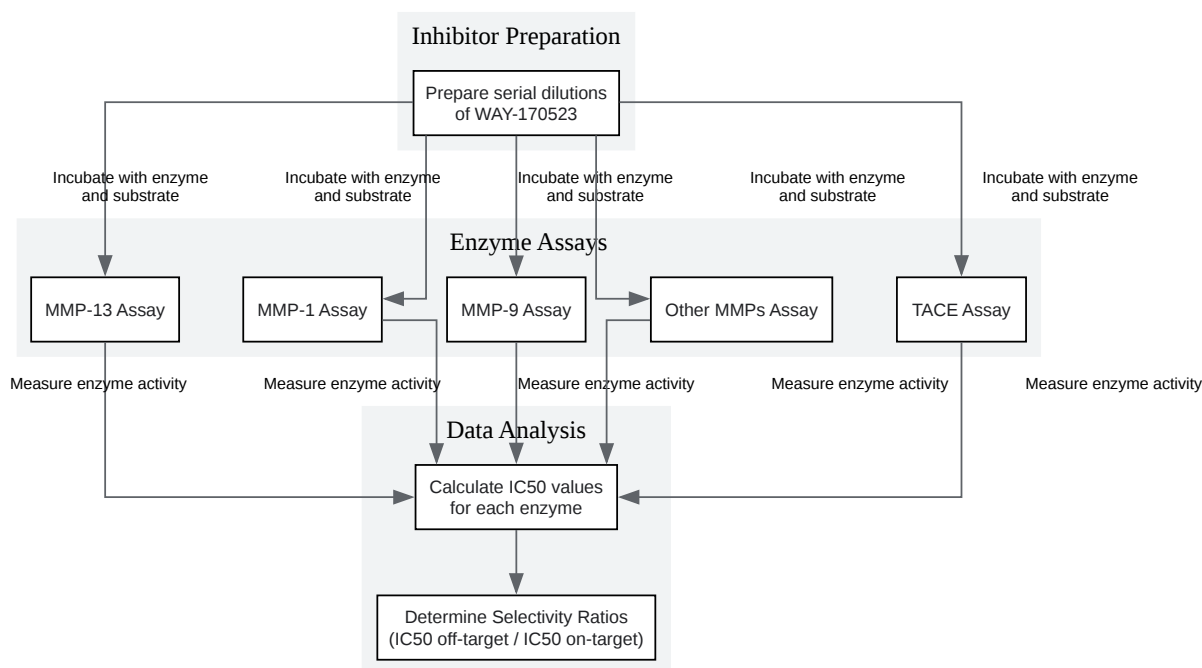 Inhibitor Preparation
Prepare serial dilutions
of WAY-170523
Incubate with enzyme
and substrate
Incubate with enzyme
and substrate
Incubate with enzyme
and substrate
Incubate with enzyme
and substrate
Incubate with enzyme
and substrate
Enzyme Assays
MMP-13 Assay
MMP-1 Assay
MMP-9 Assay
Other MMPs Assay
TACE Assay
Measure enzyme activity
Measure enzyme activity
Measure enzyme activity
Measure enzyme activity
Measure enzyme activity
Data Analysis
Calculate IC50 values
for each enzyme
Determine Selectivity Ratios
(IC50 off-target / IC50 on-target)